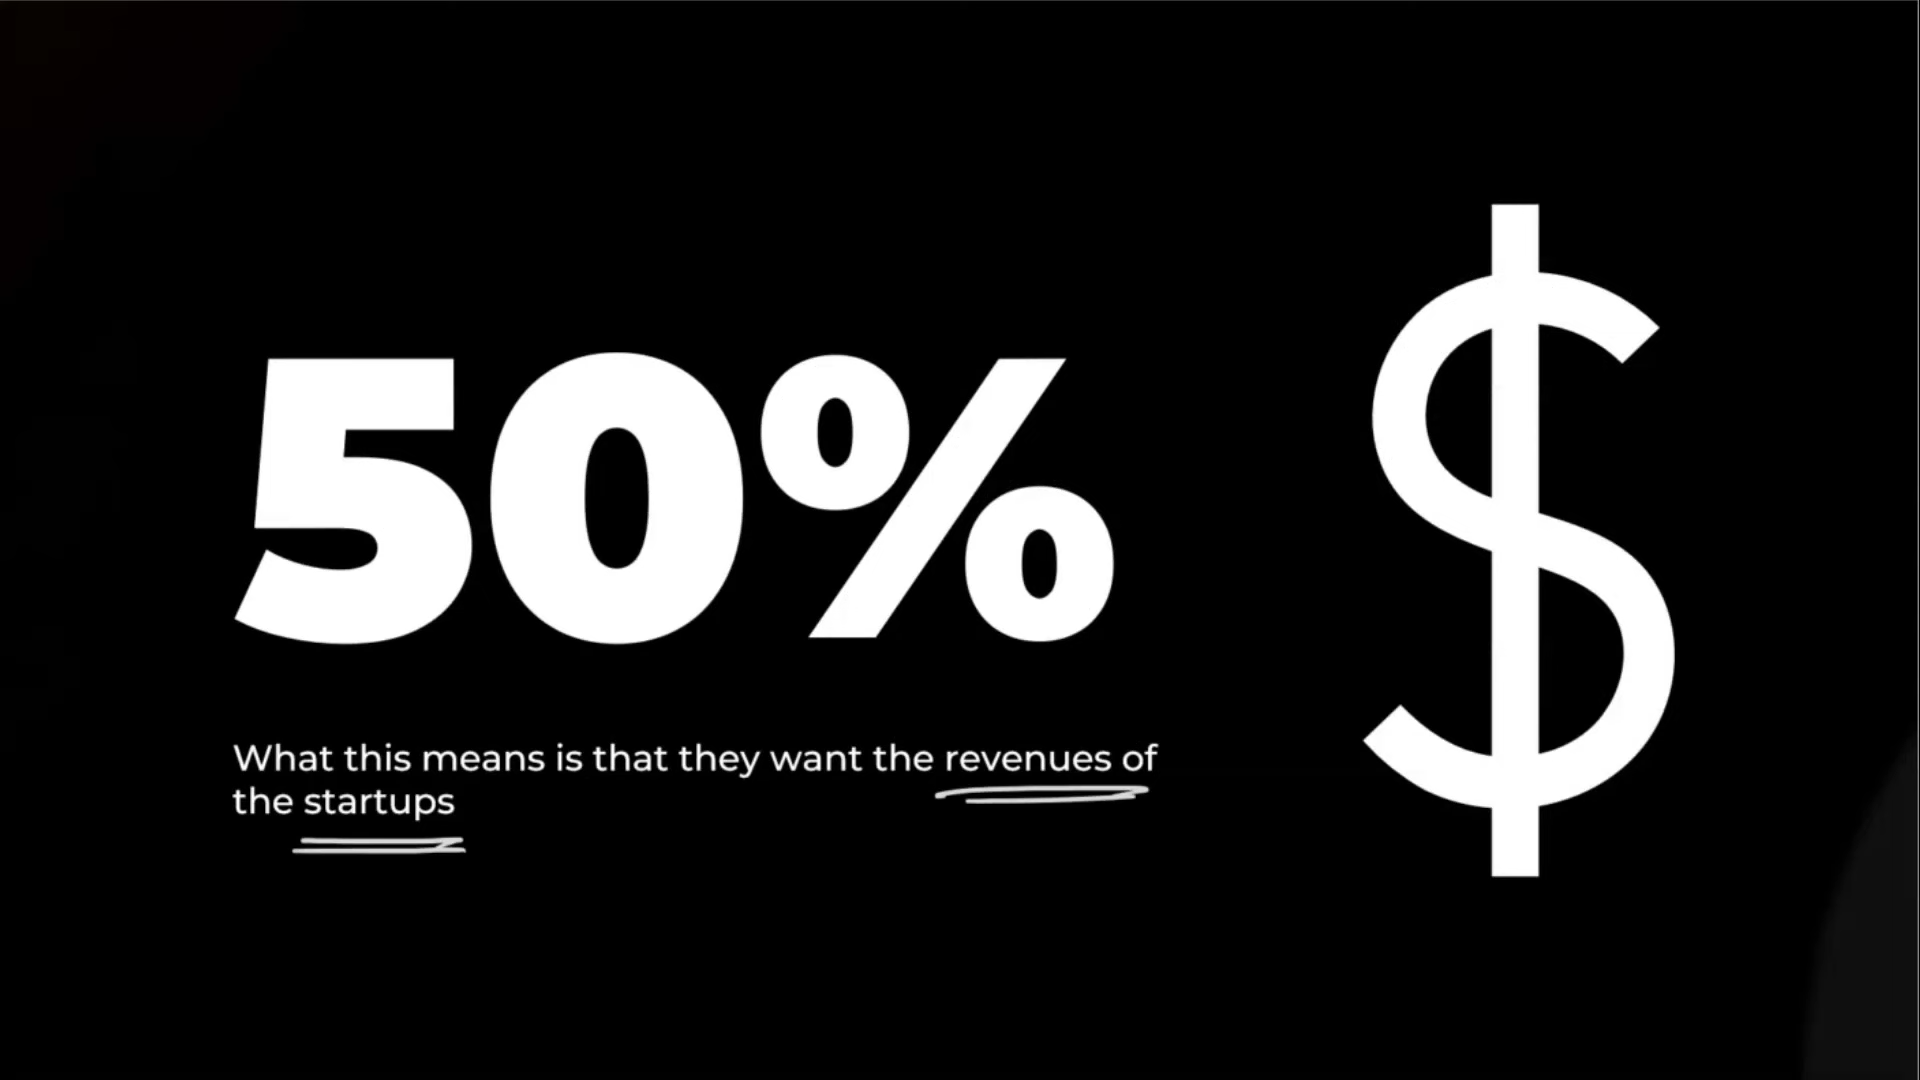 50%
$
What this means is that they want the revenues of
the startups